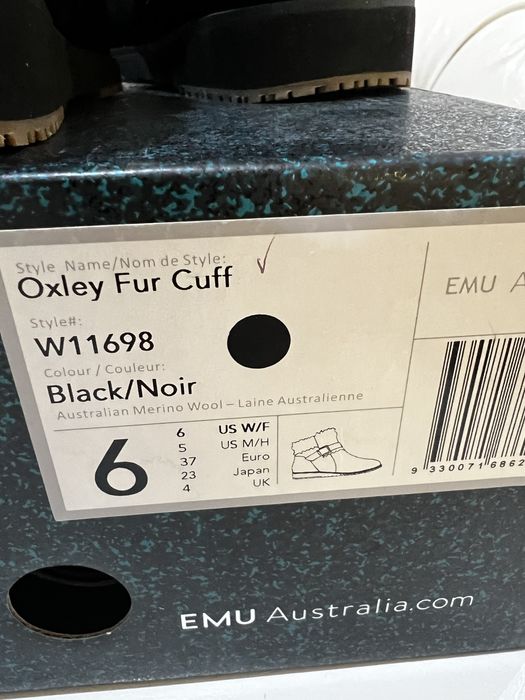 Style Name/Nom de Style:
Oxley Fur Cuff
Style#:
W11698
Colour / Couleur:
Black/Noir
Australian Merino Wool – Laine Australienne
6
6 US W/F
5 US M/H
37 Euro
23 Japan
4 UK
EMU A
9 330071 6862
EMU Australia.com